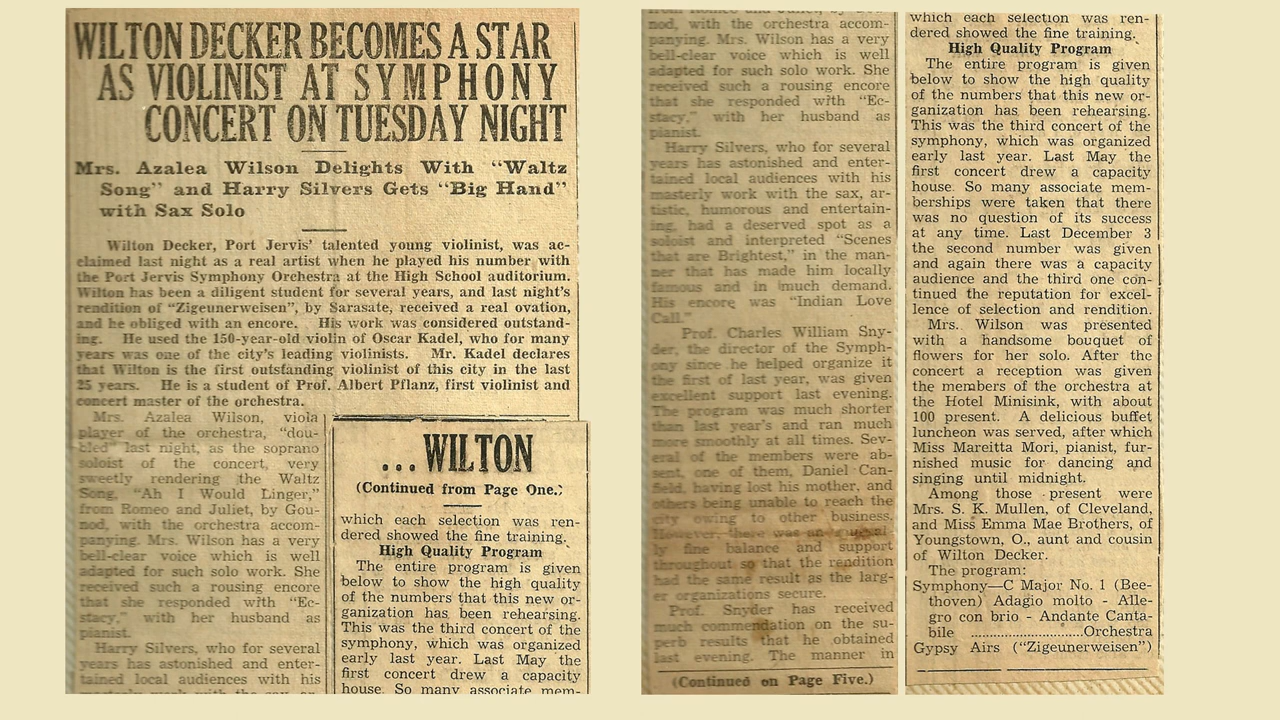 WILTON DECKER BECOMES A STAR
AS VIOLINIST AT SYMPHONY
CONCERT ON TUESDAY NIGHT
Mrs. Azalea Wilson Delights With "Waltz
Song" and Harry Silvers Gets "Big Hand"
with Sax Solo
Wilton Decker, Port Jervis' talented young violinist, was ac-
claimed last night as a real artist when he played his number with
the Port Jervis Symphony Orchestra at the High School auditorium.
Wilton has been a diligent student for several years, and last night's
rendition of "Zigeunerweisen", by Sarasate, received a real ovation,
and he obliged with an encore. His work was considered outstand-
ing. He used the 150-year-old violin of Oscar Kadel, who for many
years was one of the city's leading violinists. Mr. Kadel declares
that Wilton is the first outstanding violinist of this city in the last
25 years. He is a student of Prof. Albert Pflanz, first violinist and
concert master of the orchestra.
Mrs. Azalea Wilson, viola
player of the orchestra, "dou-
bled" last night, as the soprano
soloist of the concert, very
sweetly rendering the Waltz
Song, "Ah I Would Linger,"
from Romeo and Juliet, by Gou-
nod, with the orchestra accom-
panying. Mrs. Wilson has a very
bell-clear voice which is well
adapted for such solo work. She
received such a rousing encore
that she responded with "Ec-
stacy," with her husband as
pianist.
Harry Silvers, who for several
years has astonished and enter-
tained local audiences with his
masterly work with the sax, ar-
... WILTON
(Continued from Page One.)
which each selection was ren-
dered showed the fine training.
High Quality Program
The entire program is given
below to show the high quality
of the numbers that this new or-
ganization has been rehearsing.
This was the third concert of the
symphony, which was organized
early last year. Last May the
first concert drew a capacity
house. So many associate mem-
from Romeo and Juliet, by Gou-
nod, with the orchestra accom-
panying. Mrs. Wilson has a very
bell-clear voice which is well
adapted for such solo work. She
received such a rousing encore
that she responded with "Ec-
stacy," with her husband as
pianist.
Harry Silvers, who for several
years has astonished and enter-
tained local audiences with his
masterly work with the sax, ar-
tistic, humorous and entertain-
ing, had a deserved spot as a
soloist and interpreted "Scenes
that are Brightest," in the man-
ner that has made him locally
famous and in much demand.
His encore was "Indian Love
Call."
Prof. Charles William Sny-
der, the director of the Symph-
ony since he helped organize it
the first of last year, was given
excellent support last evening.
The program was much shorter
than last year's and ran much
more smoothly at all times. Sev-
eral of the members were ab-
sent, one of them, Daniel Can-
field, having lost his mother, and
others being unable to reach the
city owing to other business.
However, there was an unusual-
ly fine balance and support
throughout so that the rendition
had the same result as the larg-
er organizations secure.
Prof. Snyder has received
much commendation on the su-
perb results that he obtained
last evening. The manner in
(Continued on Page Five.)
which each selection was ren-
dered showed the fine training.
High Quality Program
The entire program is given
below to show the high quality
of the numbers that this new or-
ganization has been rehearsing.
This was the third concert of the
symphony, which was organized
early last year. Last May the
first concert drew a capacity
house. So many associate mem-
berships were taken that there
was no question of its success
at any time. Last December 3
the second number was given
and again there was a capacity
audience and the third one con-
tinued the reputation for excel-
lence of selection and rendition.
Mrs. Wilson was presented
with a handsome bouquet of
flowers for her solo. After the
concert a reception was given
the members of the orchestra at
the Hotel Minisink, with about
100 present. A delicious buffet
luncheon was served, after which
Miss Mareitta Mori, pianist, fur-
nished music for dancing and
singing until midnight.
Among those present were
Mrs. S. K. Mullen, of Cleveland,
and Miss Emma Mae Brothers, of
Youngstown, O., aunt and cousin
of Wilton Decker.
The program:
Symphony—C Major No. 1 (Bee-
thoven) Adagio molto - Alle-
gro con brio - Andante Canta-
bile ............................Orchestra
Gypsy Airs ("Zigeunerweisen")